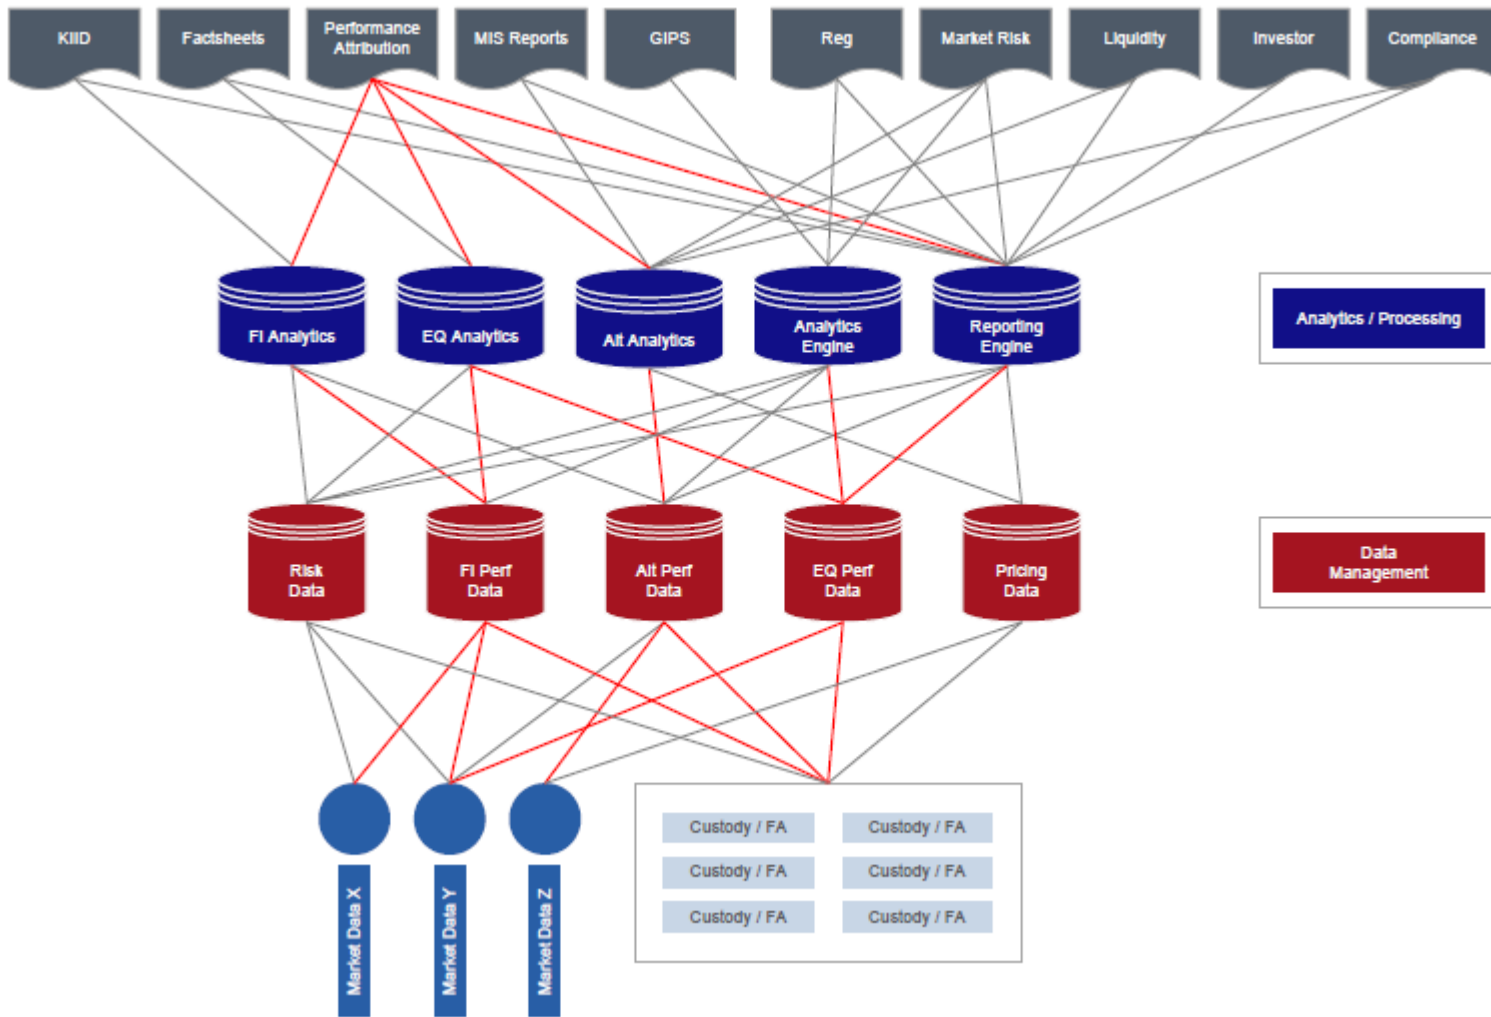 KIID
Factsheets
Performance
Attribution
MIS Reports
GIPS
Reg
Market Risk
Liquidity
Investor
Compliance
FI Analytics
EQ Analytics
Alt Analytics
Analytics
Engine
Reporting
Engine
Analytics / Processing
Risk
Data
FI Perf
Data
Alt Perf
Data
EQ Perf
Data
Pricing
Data
Data
Management
Market Data X
Market Data Y
Market Data Z
Custody / FA
Custody / FA
Custody / FA
Custody / FA
Custody / FA
Custody / FA